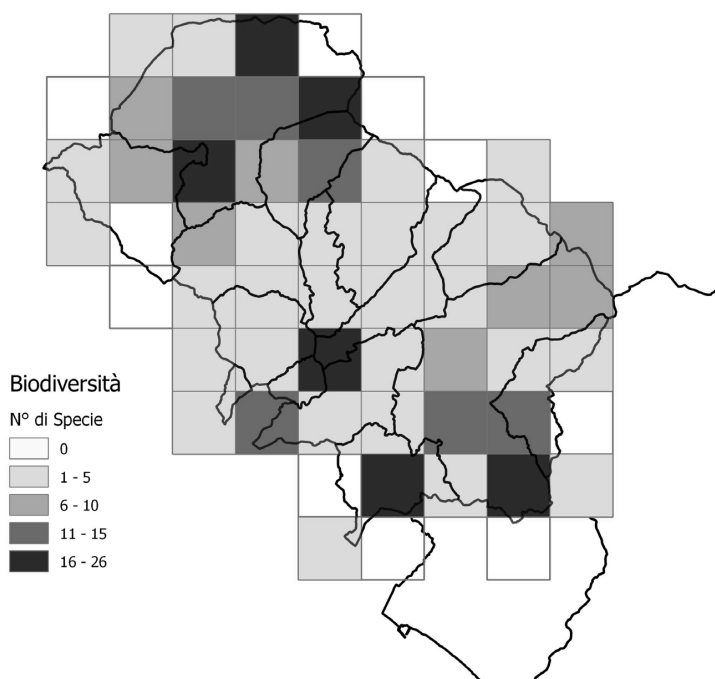 Biodiversità
N° di Specie
0
1 - 5
6 - 10
11 - 15
16 - 26